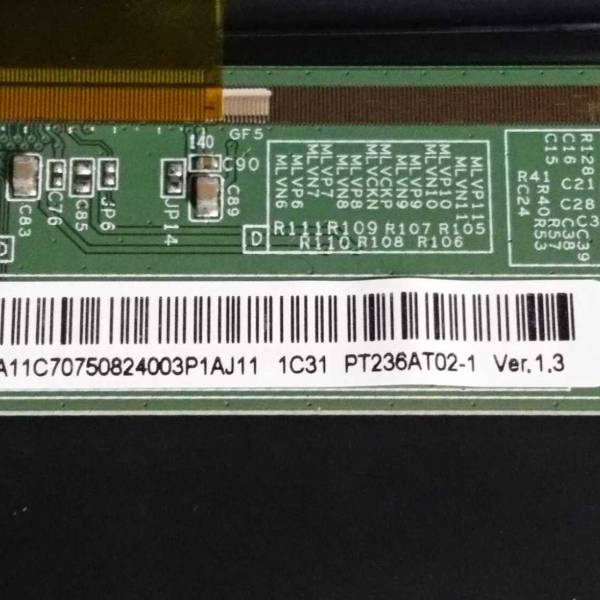 GF5
140
C90
C83
C76
C85
JP6
JP14
C89
MLVN6
MLVP6
MLVN7
MLVP7
MLVN8
MLVP8
MLVCKN
MLVCKP
MLVN9
MLVP9
MLVN10
MLVP10
MLVN11
MLVP11
R111 R109 R107 R105
R110 R108 R106
D
R128
C16
C15
R41
RC24
R40
R53
C21
C28
R57
C38
C39
A11C70750824003P1AJ11 1C31 PT236AT02-1 Ver.1.3